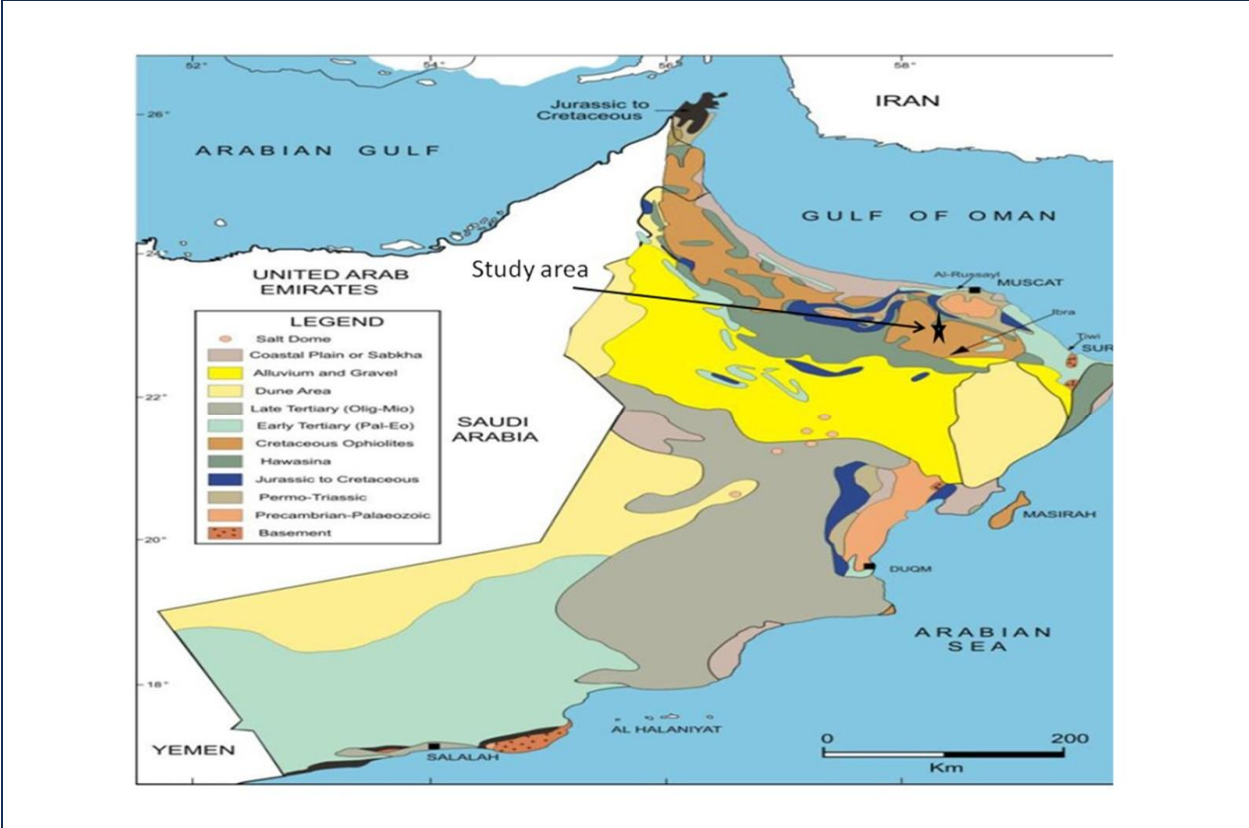 52°
54°
56°
58°
Jurassic to
Cretaceous
IRAN
26°
ARABIAN GULF
GULF OF OMAN
24°
Study area
UNITED ARAB
EMIRATES
Al-Russayl
MUSCAT
Ibra
Tiwi
SUR
LEGEND
Salt Dome
Coastal Plain or Sabkha
Alluvium and Gravel
Dune Area
Late Tertiary (Olig-Mio)
Early Tertiary (Pal-Eo)
Cretaceous Ophiolites
Hawasina
Jurassic to Cretaceous
Permo-Triassic
Precambrian-Palaeozoic
Basement
22°
SAUDI
ARABIA
MASIRAH
20°
DUQM
ARABIAN
SEA
18°
AL HALANIYAT
YEMEN
SALALAH
0
200
Km